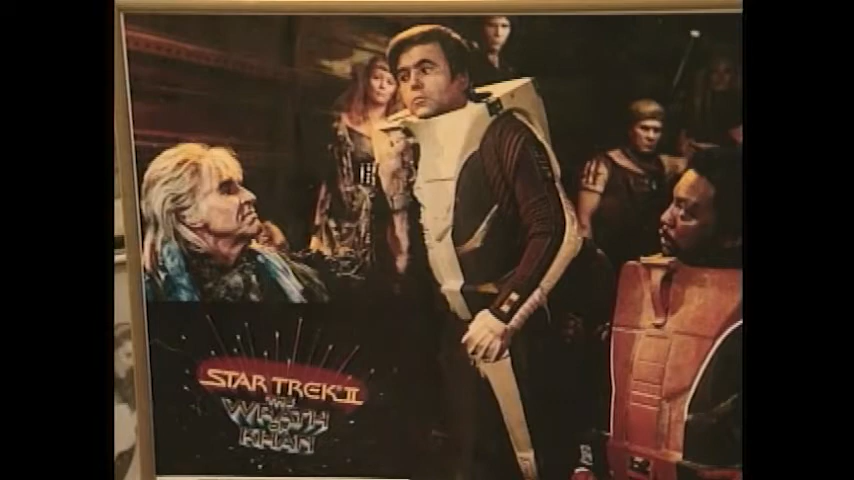 STAR TREK II
THE
WRATH
OF
KHAN